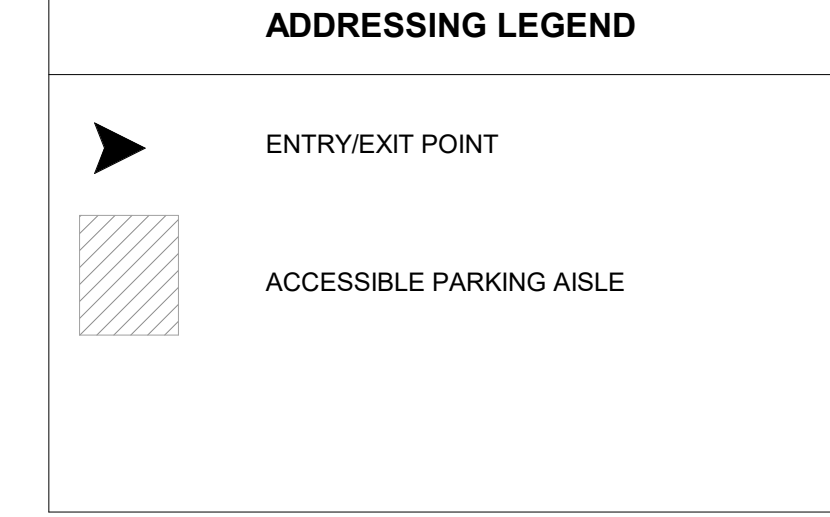 ADDRESSING LEGEND
ENTRY/EXIT POINT
ACCESSIBLE PARKING AISLE